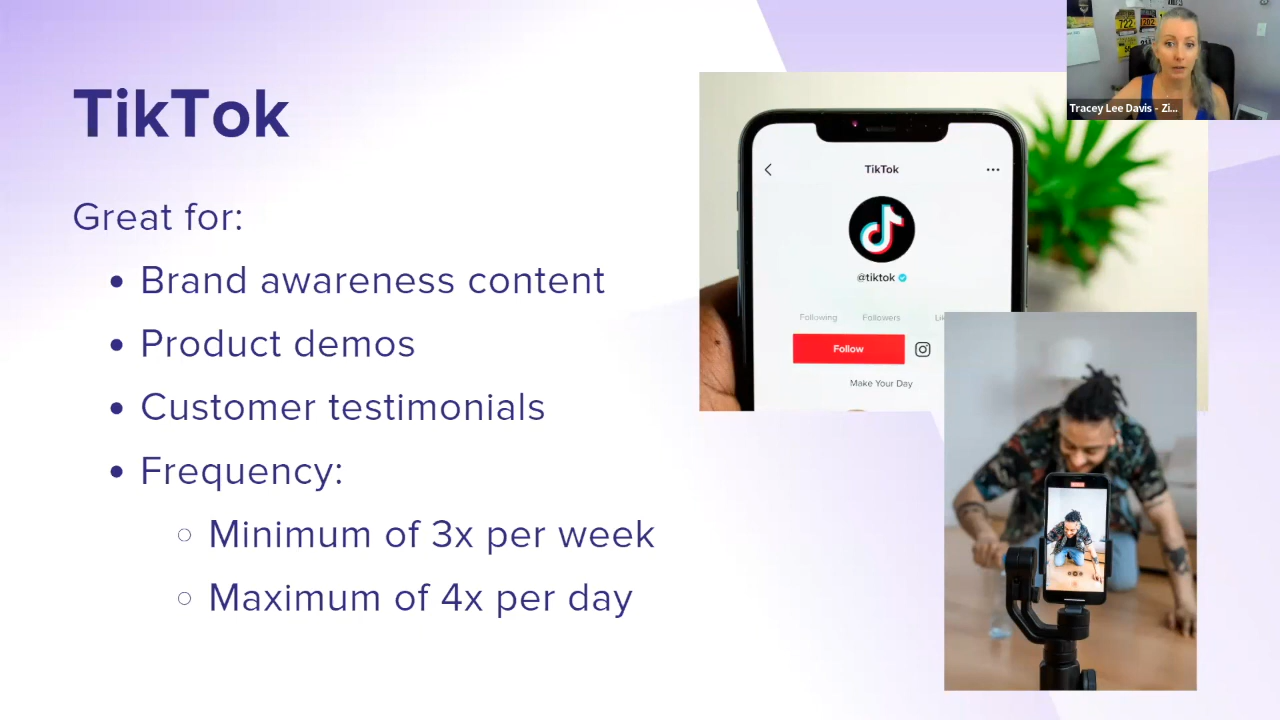 TikTok
Great for:
• Brand awareness content
• Product demos
• Customer testimonials
• Frequency:
○ Minimum of 3x per week
○ Maximum of 4x per day
TikTok
@tiktok
Following Followers
Follow
Make Your Day
722
Tracey Lee Davis - Zi...